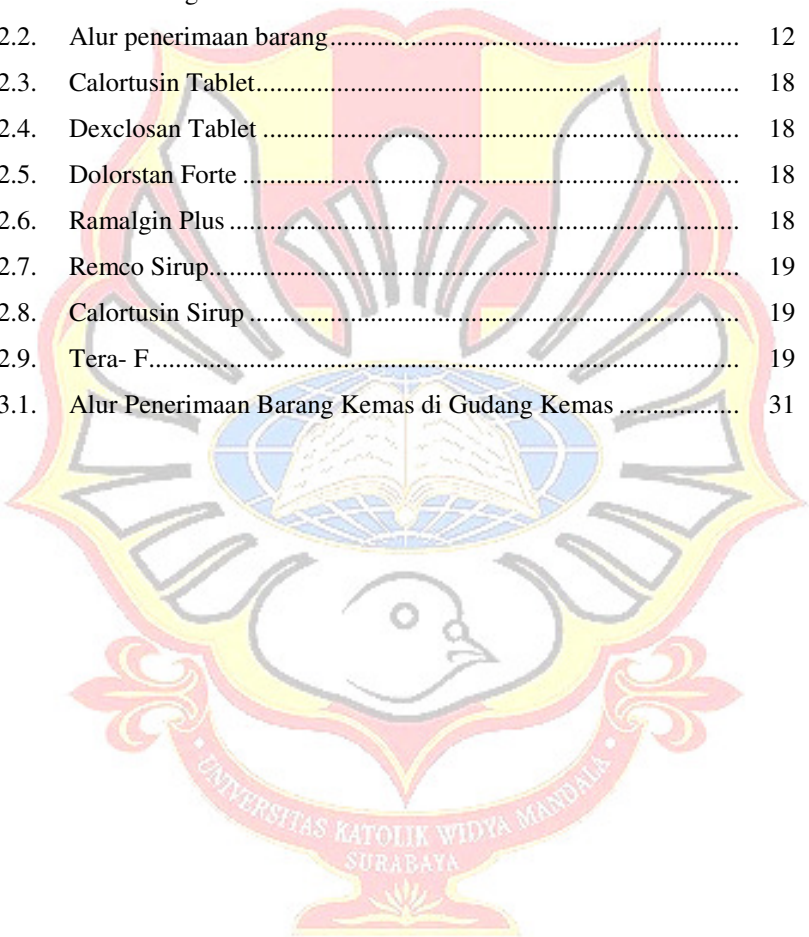 2.2. Alur penerimaan barang.......................................................... 12
2.3. Calortusin Tablet..................................................................... 18
2.4. Dexclosan Tablet .................................................................... 18
2.5. Dolorstan Forte ....................................................................... 18
2.6. Ramalgin Plus ......................................................................... 18
2.7. Remco Sirup............................................................................ 19
2.8. Calortusin Sirup ...................................................................... 19
2.9. Tera- F..................................................................................... 19
3.1. Alur Penerimaan Barang Kemas di Gudang Kemas ................. 31
UNIVERSITAS KATOLIK WIDYA MANDALA
SURABAYA